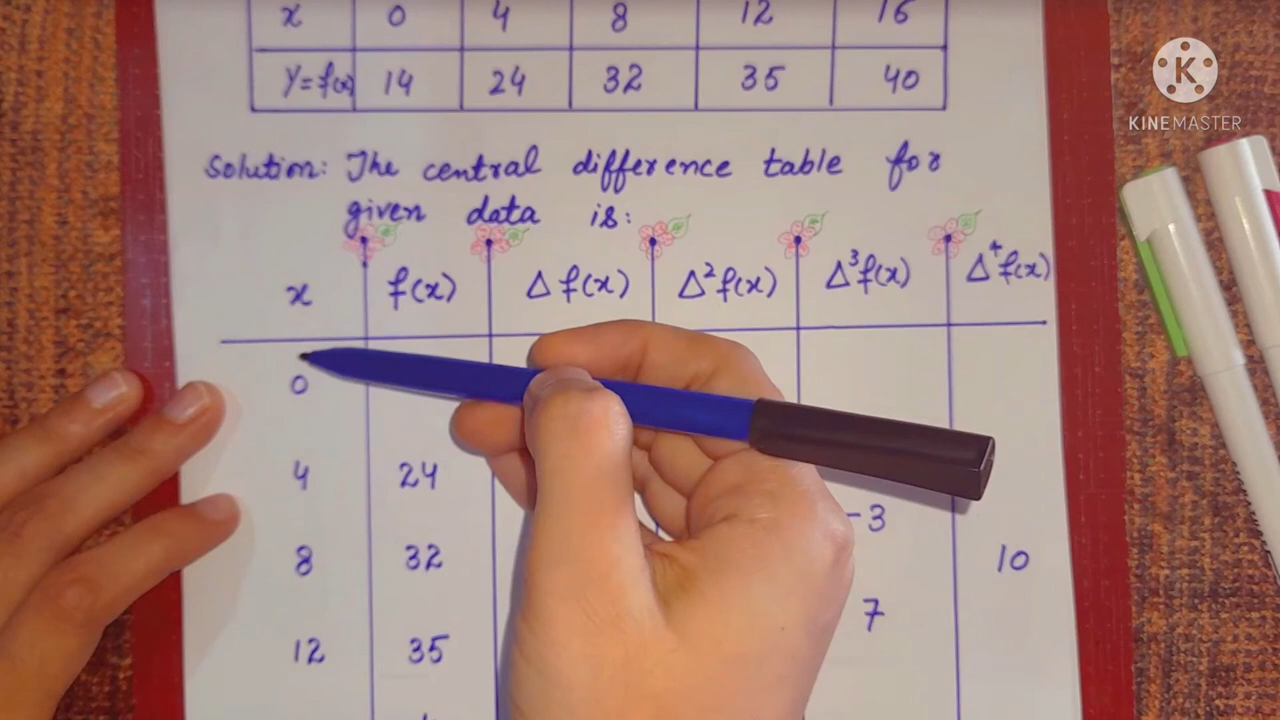 x 0 4 8 12 16
Y=f(x) 14 24 32 35 40
KINEMASTER
Solution: The central difference table for
given data is:
x f(x) Δf(x) Δ²f(x) Δ³f(x) Δ⁴f(x)
0
4 24
-3
8 32 10
7
12 35